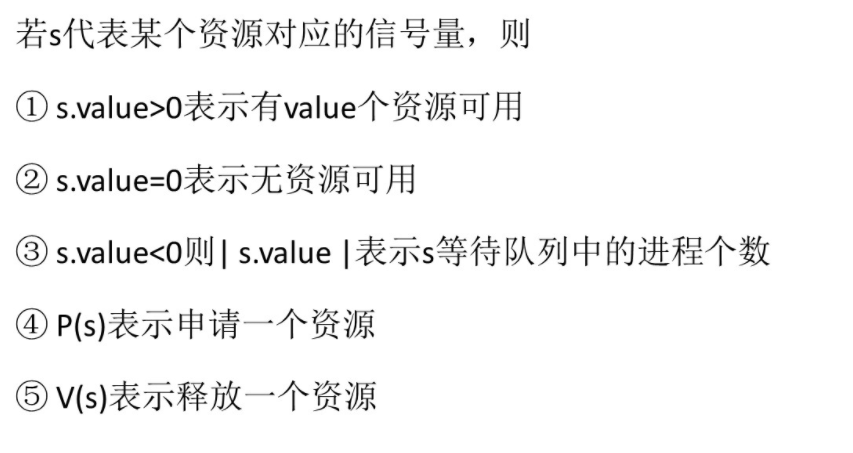 若s代表某个资源对应的信号量，则
① s.value>0表示有value个资源可用
② s.value=0表示无资源可用
③ s.value<0则| s.value |表示s等待队列中的进程个数
④ P(s)表示申请一个资源
⑤ V(s)表示释放一个资源